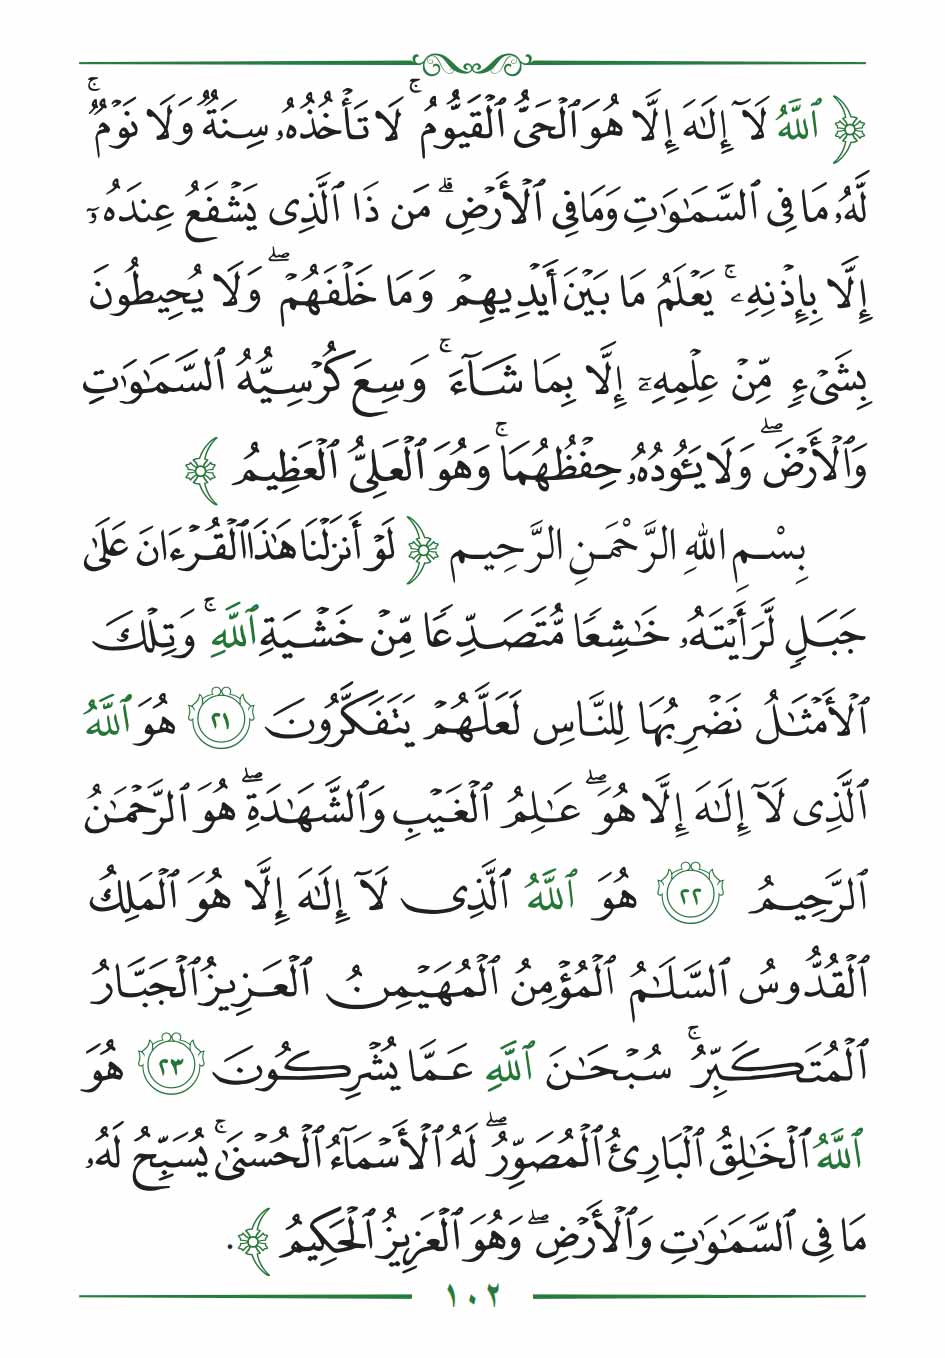 ﴿ ٱللَّهُ لَآ إِلَـٰهَ إِلَّا هُوَ ٱلْحَىُّ ٱلْقَيُّومُ ۚ لَا تَأْخُذُهُۥ سِنَةٌ وَلَا نَوْمٌ ۚ
لَّهُۥ مَا فِى ٱلسَّمَـٰوَٰتِ وَمَا فِى ٱلْأَرْضِ ۗ مَن ذَا ٱلَّذِى يَشْفَعُ عِندَهُۥٓ
إِلَّا بِإِذْنِهِۦ ۚ يَعْلَمُ مَا بَيْنَ أَيْدِيهِمْ وَمَا خَلْفَهُمْ ۖ وَلَا يُحِيطُونَ
بِشَىْءٍ مِّنْ عِلْمِهِۦٓ إِلَّا بِمَا شَآءَ ۚ وَسِعَ كُرْسِيُّهُ ٱلسَّمَـٰوَٰتِ
وَٱلْأَرْضَ ۖ وَلَا يَـُٔودُهُۥ حِفْظُهُمَا ۚ وَهُوَ ٱلْعَلِىُّ ٱلْعَظِيمُ ﴾
بِسْمِ اللهِ الرَّحْمَنِ الرَّحِيمِ ﴿ لَوْ أَنزَلْنَا هَـٰذَا ٱلْقُرْءَانَ عَلَىٰ
جَبَلٍ لَّرَأَيْتَهُۥ خَـٰشِعًا مُّتَصَدِّعًا مِّنْ خَشْيَةِ ٱللَّهِ ۚ وَتِلْكَ
ٱلْأَمْثَـٰلُ نَضْرِبُهَا لِلنَّاسِ لَعَلَّهُمْ يَتَفَكَّرُونَ ٢١ هُوَ ٱللَّهُ
ٱلَّذِى لَآ إِلَـٰهَ إِلَّا هُوَ ۖ عَـٰلِمُ ٱلْغَيْبِ وَٱلشَّهَـٰدَةِ ۖ هُوَ ٱلرَّحْمَـٰنُ
ٱلرَّحِيمُ ٢٢ هُوَ ٱللَّهُ ٱلَّذِى لَآ إِلَـٰهَ إِلَّا هُوَ ٱلْمَلِكُ
ٱلْقُدُّوسُ ٱلسَّلَـٰمُ ٱلْمُؤْمِنُ ٱلْمُهَيْمِنُ ٱلْعَزِيزُ ٱلْجَبَّارُ
ٱلْمُتَكَبِّرُ ۚ سُبْحَـٰنَ ٱللَّهِ عَمَّا يُشْرِكُونَ ٢٣ هُوَ
ٱللَّهُ ٱلْخَـٰلِقُ ٱلْبَارِئُ ٱلْمُصَوِّرُ ۖ لَهُ ٱلْأَسْمَآءُ ٱلْحُسْنَىٰ ۚ يُسَبِّحُ لَهُۥ
مَا فِى ٱلسَّمَـٰوَٰتِ وَٱلْأَرْضِ ۖ وَهُوَ ٱلْعَزِيزُ ٱلْحَكِيمُ ﴾.
١٠٢